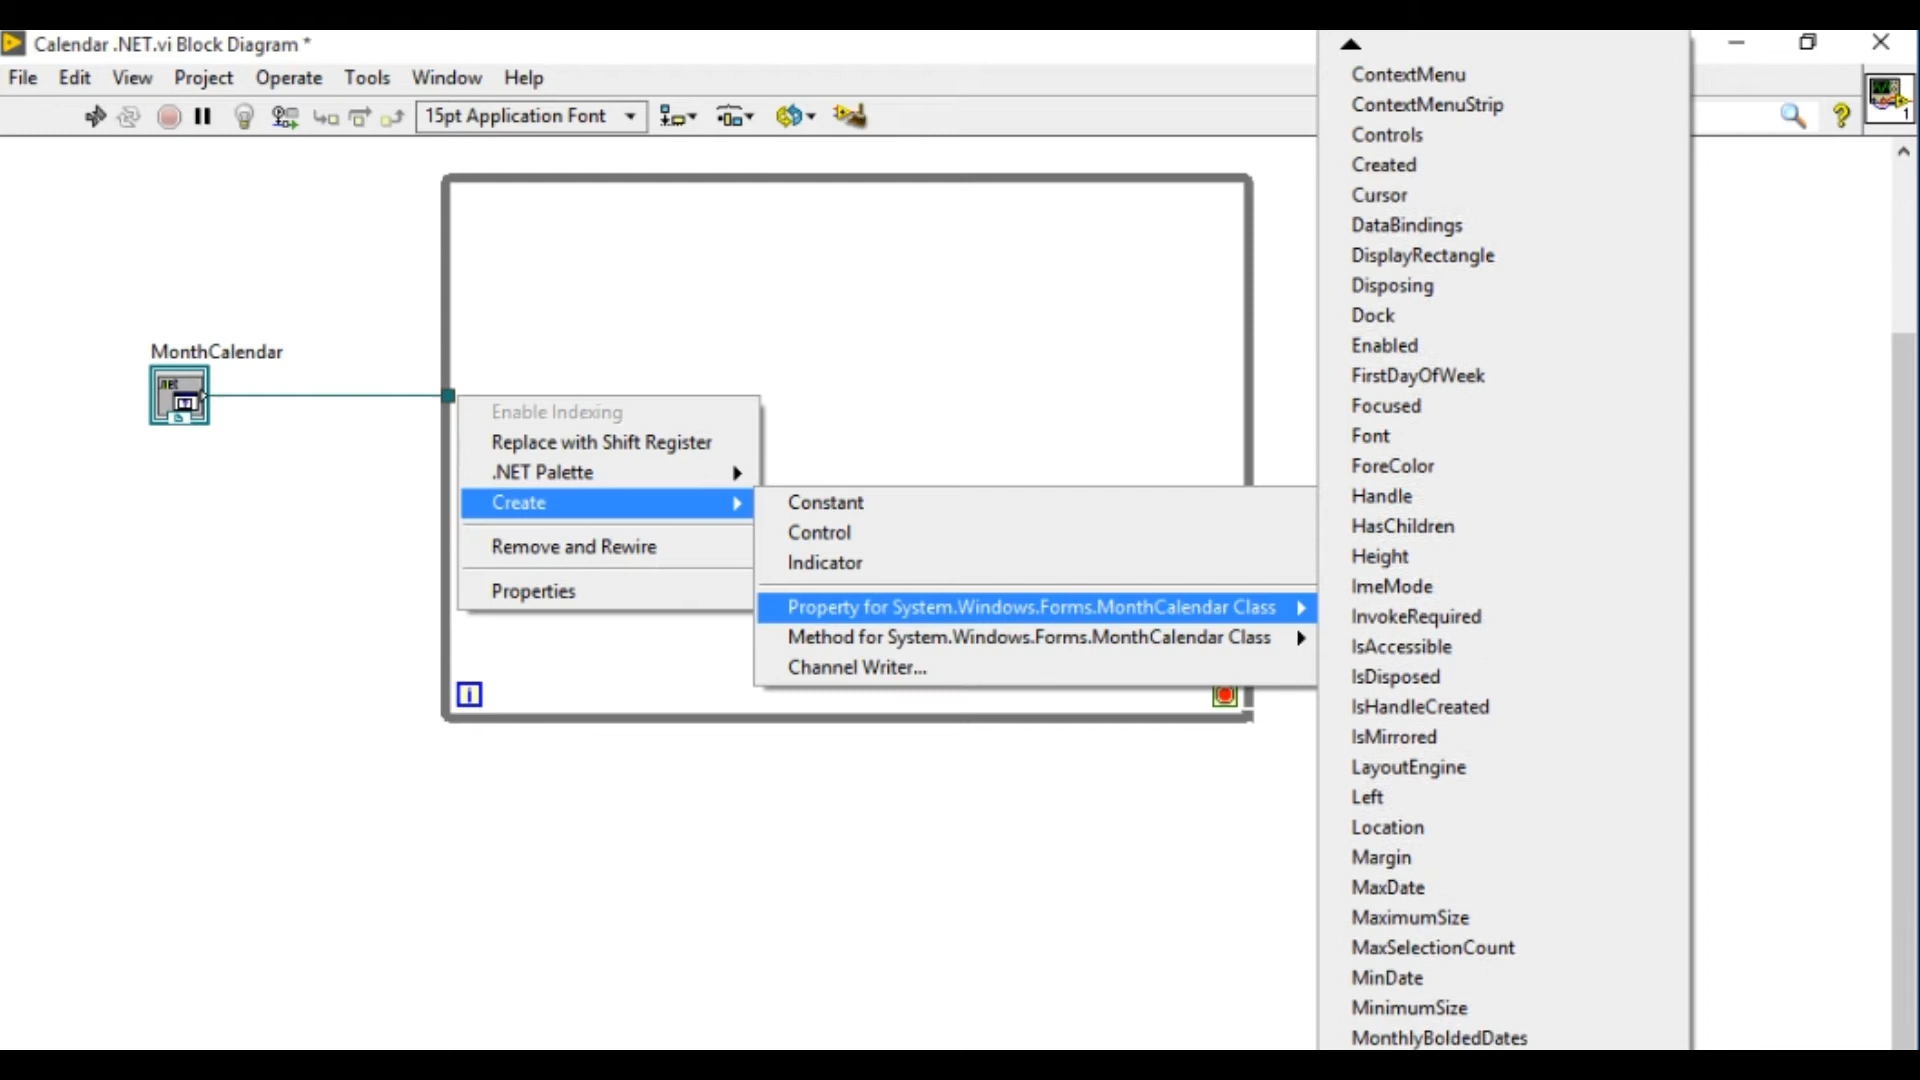 Calendar .NET.vi Block Diagram *
File Edit View Project Operate Tools Window Help
15pt Application Font
1
MonthCalendar
.net
Enable Indexing
Replace with Shift Register
.NET Palette
Create
Remove and Rewire
Properties
Constant
Control
Indicator
Property for System.Windows.Forms.MonthCalendar Class
Method for System.Windows.Forms.MonthCalendar Class
Channel Writer...
i
ContextMenu
ContextMenuStrip
Controls
Created
Cursor
DataBindings
DisplayRectangle
Disposing
Dock
Enabled
FirstDayOfWeek
Focused
Font
ForeColor
Handle
HasChildren
Height
ImeMode
InvokeRequired
IsAccessible
IsDisposed
IsHandleCreated
IsMirrored
LayoutEngine
Left
Location
Margin
MaxDate
MaximumSize
MaxSelectionCount
MinDate
MinimumSize
MonthlyBoldedDates